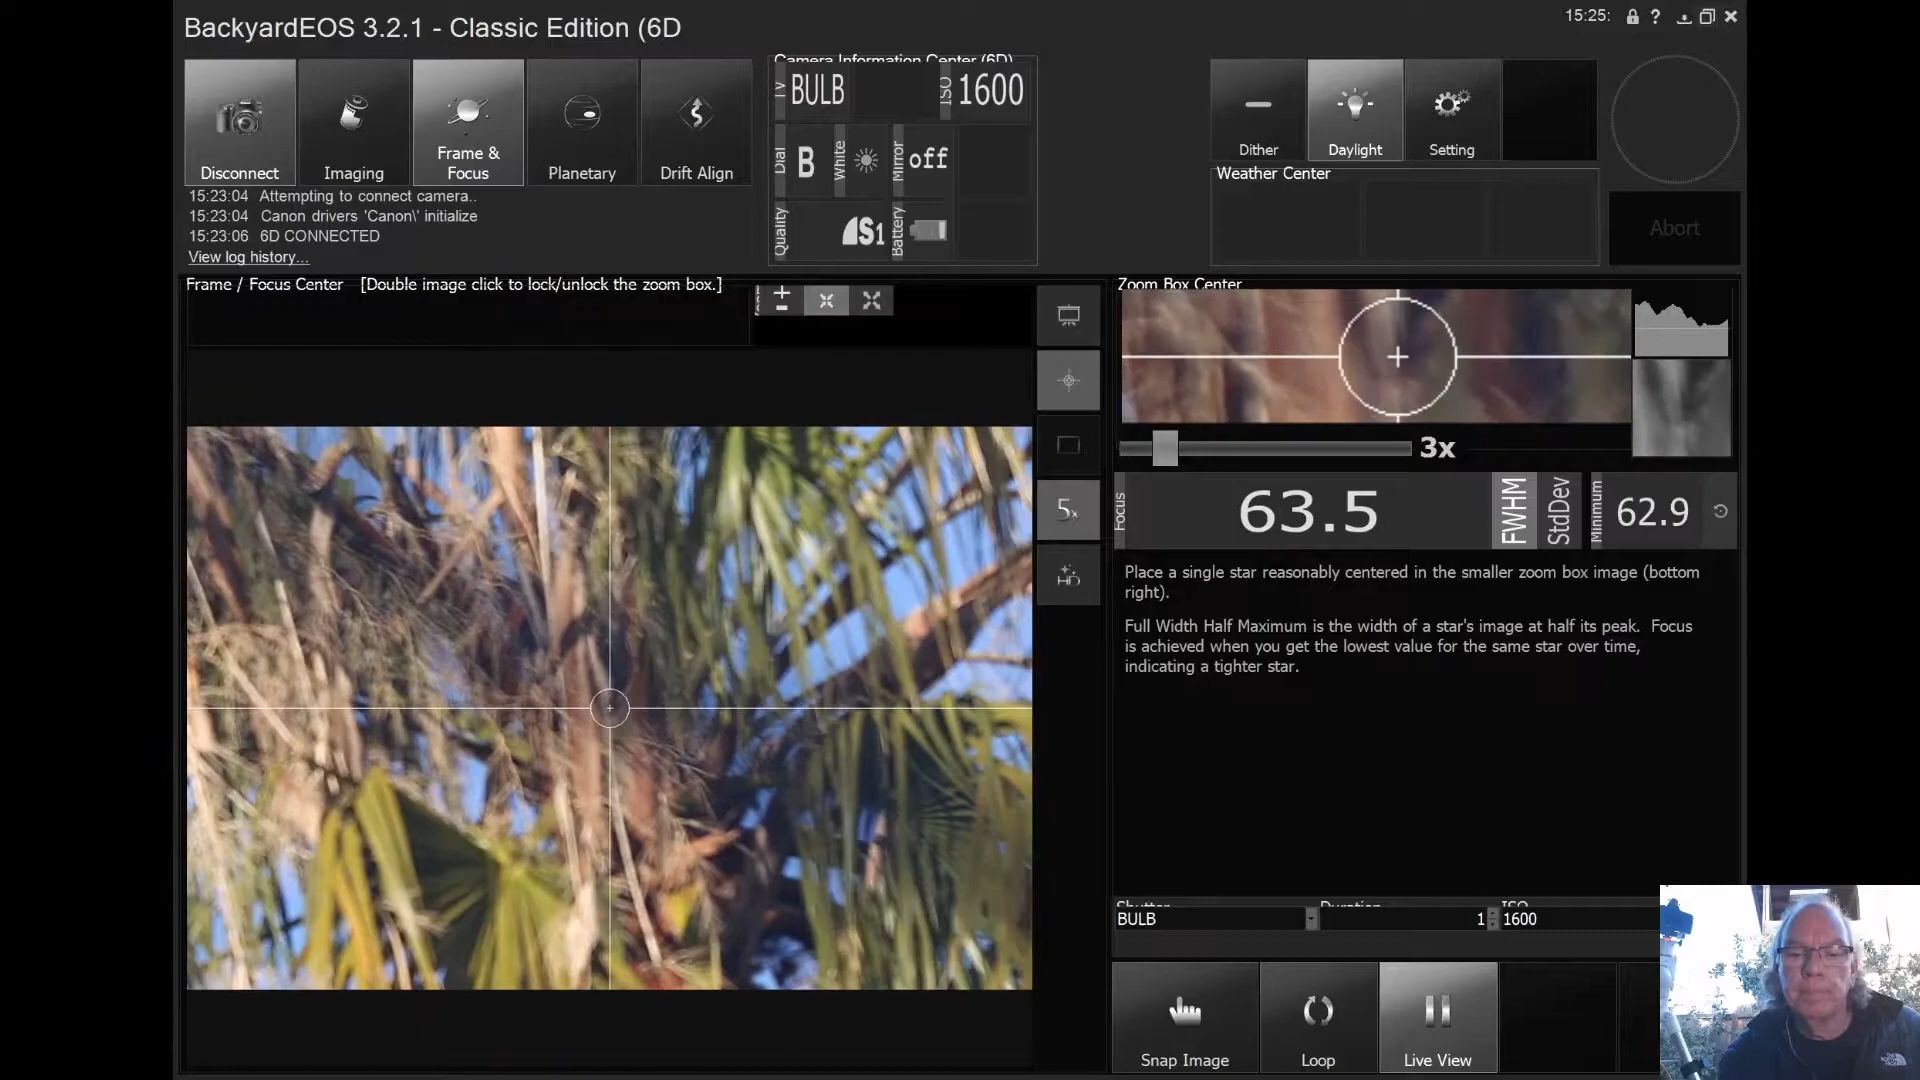 BackyardEOS 3.2.1 - Classic Edition (6D
15:25:
?
Disconnect
Imaging
Frame &
Focus
Planetary
Drift Align
Camera Information Center (6D)
Tv
BULB
ISO
1600
Dial
B
White
Mirror
off
Quality
S1
Battery
Dither
Daylight
Setting
Weather Center
Abort
15:23:04 Attempting to connect camera..
15:23:04 Canon drivers 'Canon\' initialize
15:23:06 6D CONNECTED
View log history...
Frame / Focus Center [Double image click to lock/unlock the zoom box.]
5x
HD
Zoom Box Center
3x
Focus
63.5
FWHM
StdDev
Minimum
62.9
Place a single star reasonably centered in the smaller zoom box image (bottom
right).
Full Width Half Maximum is the width of a star's image at half its peak. Focus
is achieved when you get the lowest value for the same star over time,
indicating a tighter star.
Shutter
Duration
ISO
BULB
1
1600
Snap Image
Loop
Live View